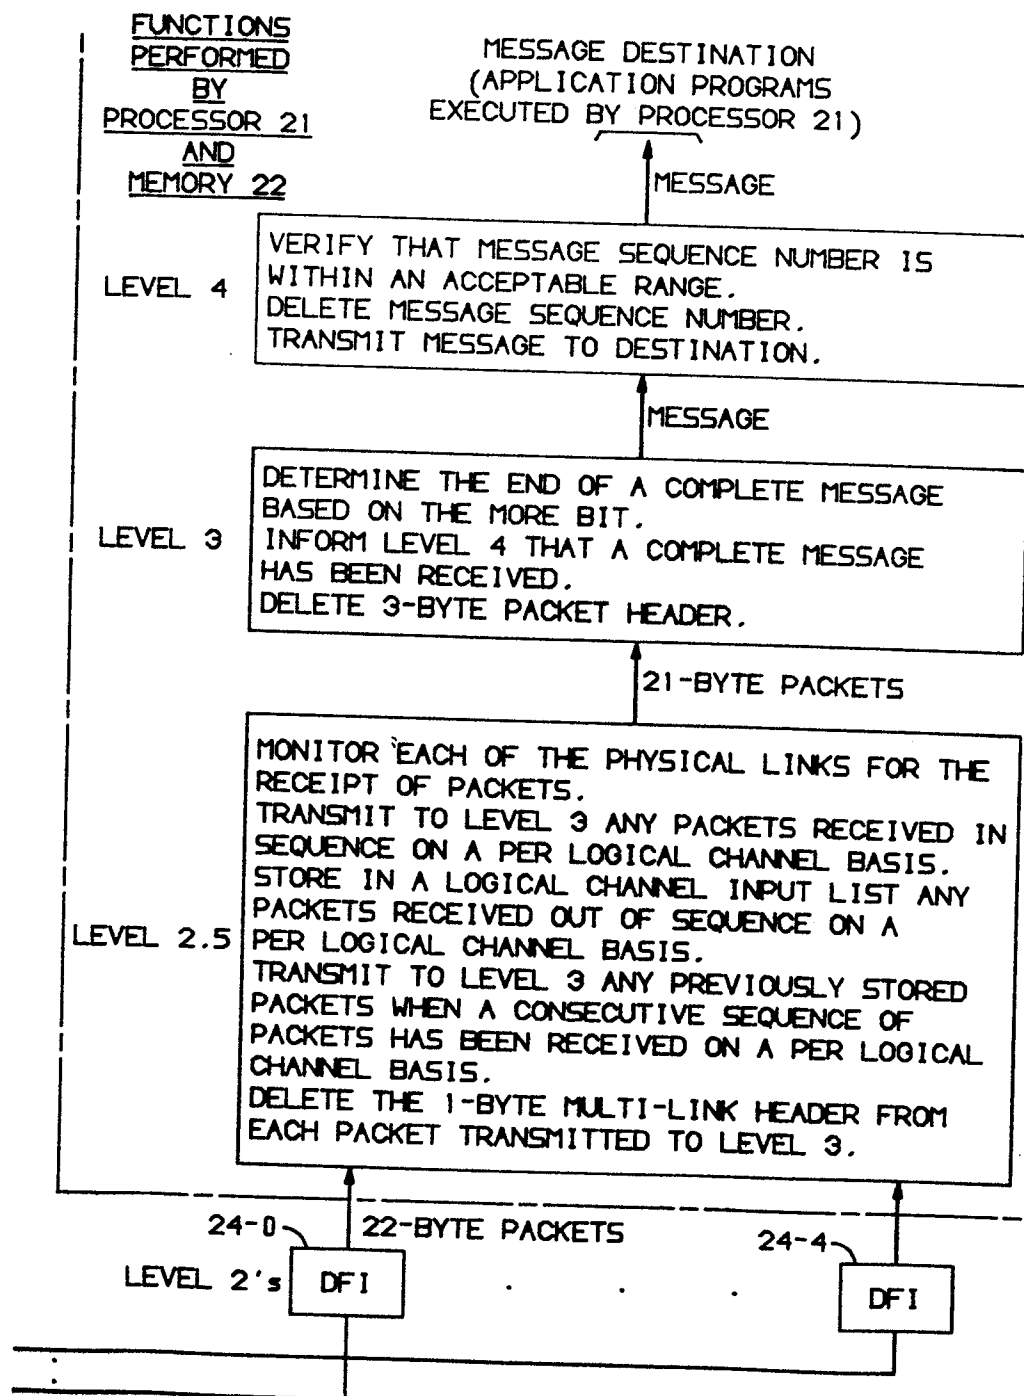 FUNCTIONS
PERFORMED
BY
PROCESSOR 21
AND
MEMORY 22
MESSAGE DESTINATION
(APPLICATION PROGRAMS
EXECUTED BY PROCESSOR 21)
MESSAGE
LEVEL 4
VERIFY THAT MESSAGE SEQUENCE NUMBER IS
WITHIN AN ACCEPTABLE RANGE.
DELETE MESSAGE SEQUENCE NUMBER.
TRANSMIT MESSAGE TO DESTINATION.
MESSAGE
LEVEL 3
DETERMINE THE END OF A COMPLETE MESSAGE
BASED ON THE MORE BIT.
INFORM LEVEL 4 THAT A COMPLETE MESSAGE
HAS BEEN RECEIVED.
DELETE 3-BYTE PACKET HEADER.
21-BYTE PACKETS
LEVEL 2.5
MONITOR EACH OF THE PHYSICAL LINKS FOR THE
RECEIPT OF PACKETS.
TRANSMIT TO LEVEL 3 ANY PACKETS RECEIVED IN
SEQUENCE ON A PER LOGICAL CHANNEL BASIS.
STORE IN A LOGICAL CHANNEL INPUT LIST ANY
PACKETS RECEIVED OUT OF SEQUENCE ON A
PER LOGICAL CHANNEL BASIS.
TRANSMIT TO LEVEL 3 ANY PREVIOUSLY STORED
PACKETS WHEN A CONSECUTIVE SEQUENCE OF
PACKETS HAS BEEN RECEIVED ON A PER LOGICAL
CHANNEL BASIS.
DELETE THE 1-BYTE MULTI-LINK HEADER FROM
EACH PACKET TRANSMITTED TO LEVEL 3.
24-0
22-BYTE PACKETS
24-4
LEVEL 2's
DFI
. . .
DFI